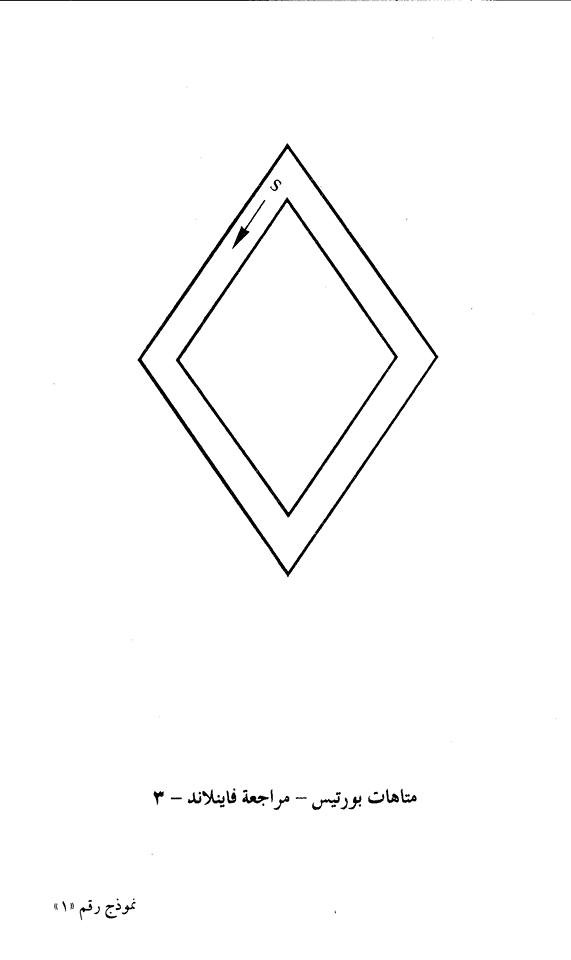 S
متاهات بورتيس – مراجعة فاينلاند – ٣
نموذج رقم «١»